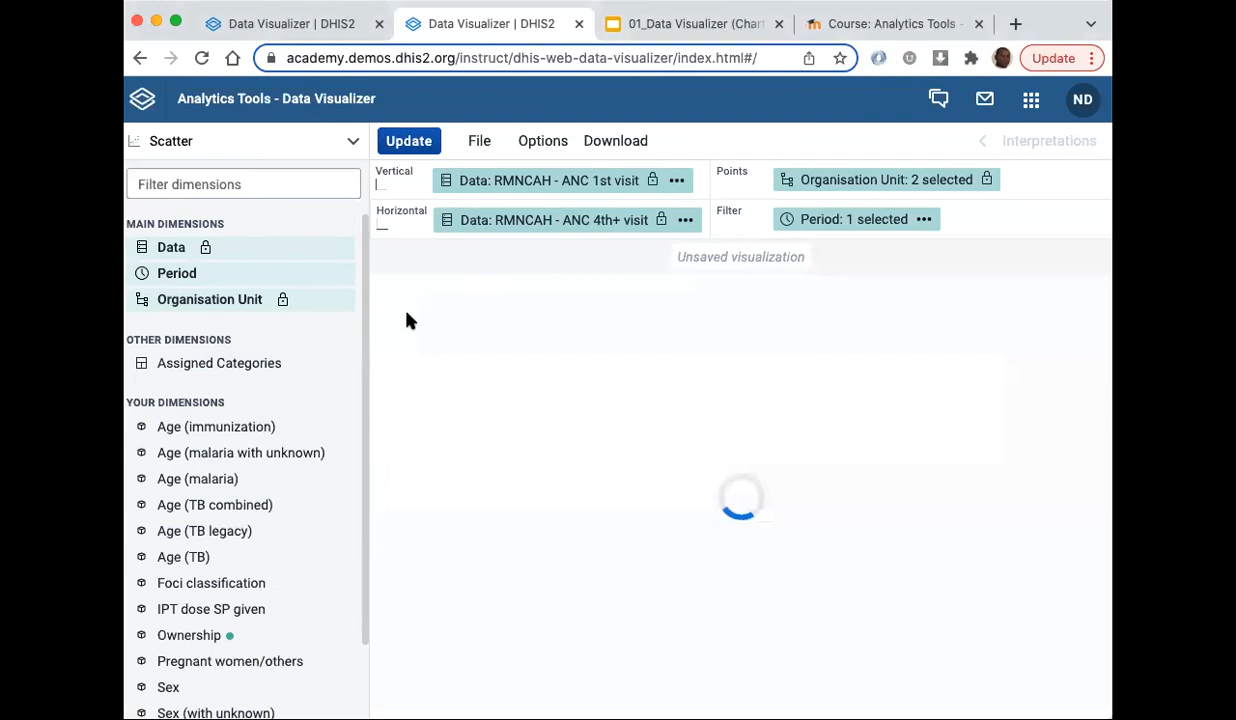 Data Visualizer | DHIS2
Data Visualizer | DHIS2
01_Data Visualizer (Char
Course: Analytics Tools -
academy.demos.dhis2.org/instruct/dhis-web-data-visualizer/index.html#/
Update
Analytics Tools - Data Visualizer
ND
Scatter
Update
File
Options
Download
Interpretations
Filter dimensions
Vertical
Data: RMNCAH - ANC 1st visit
Points
Organisation Unit: 2 selected
Horizontal
Data: RMNCAH - ANC 4th+ visit
Filter
Period: 1 selected
Unsaved visualization
MAIN DIMENSIONS
Data
Period
Organisation Unit
OTHER DIMENSIONS
Assigned Categories
YOUR DIMENSIONS
Age (immunization)
Age (malaria with unknown)
Age (malaria)
Age (TB combined)
Age (TB legacy)
Age (TB)
Foci classification
IPT dose SP given
Ownership
Pregnant women/others
Sex
Sex (with unknown)